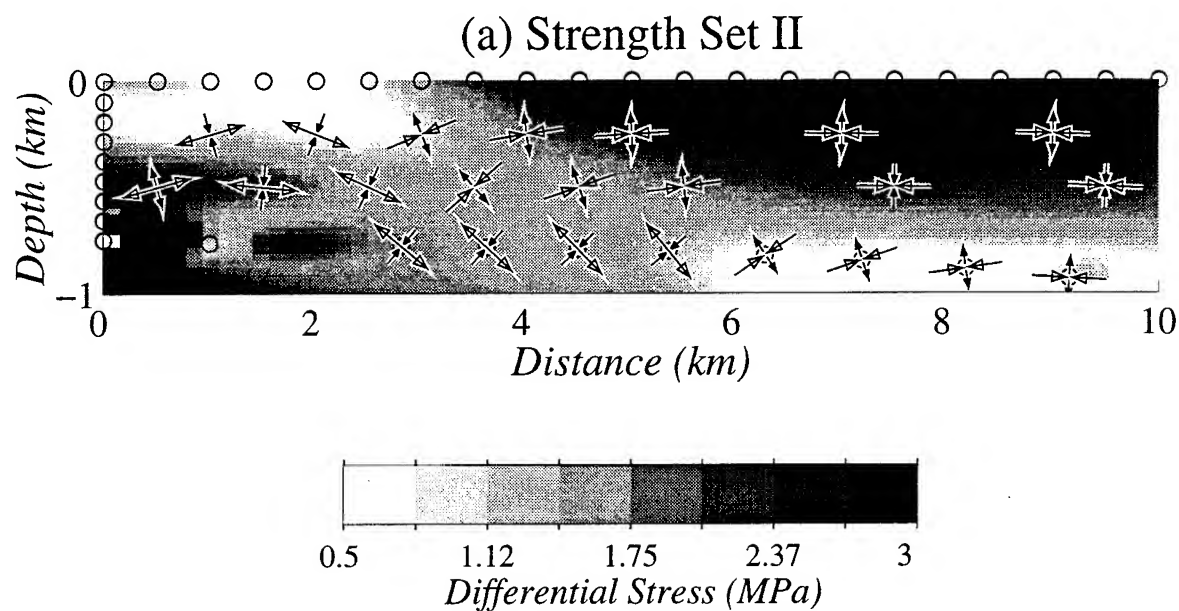 (a) Strength Set II
0
Depth (km)
−1
0 2 4 6 8 10
Distance (km)
0.5 1.12 1.75 2.37 3
Differential Stress (MPa)